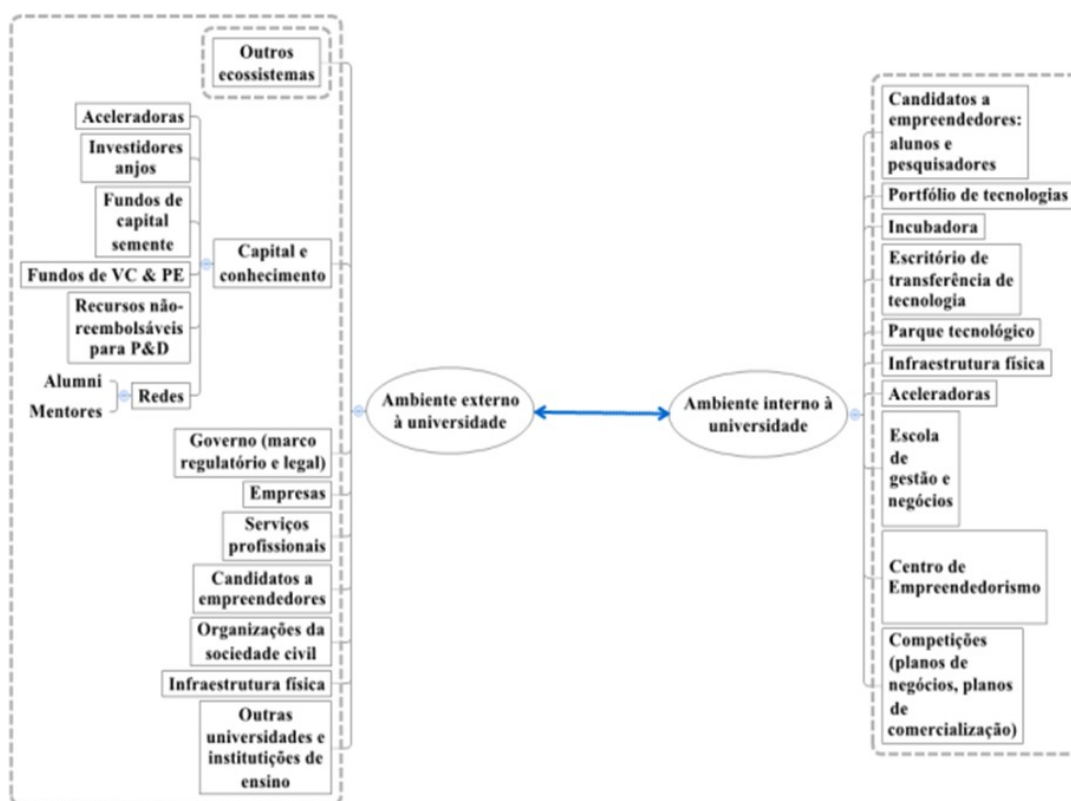 Outros
ecossistemas
Aceleradoras
Investidores
anjos
Fundos de
capital
semente
Fundos de VC & PE
Recursos não-
reembolsáveis
para P&D
Alumni
Mentores
Redes
Capital e
conhecimento
Governo (marco
regulatório e legal)
Empresas
Serviços
profissionais
Candidatos a
empreendedores
Organizações da
sociedade civil
Infraestrutura física
Outras
universidades e
institutições de
ensino
Ambiente externo
à universidade
Ambiente interno à
universidade
Candidatos a
empreendedores:
alunos e
pesquisadores
Portfólio de tecnologias
Incubadora
Escritório de
transferência de
tecnologia
Parque tecnológico
Infraestrutura física
Aceleradoras
Escola
de
gestão e
negócios
Centro de
Empreendedorismo
Competições
(planos de
negócios, planos
de
comercialização)